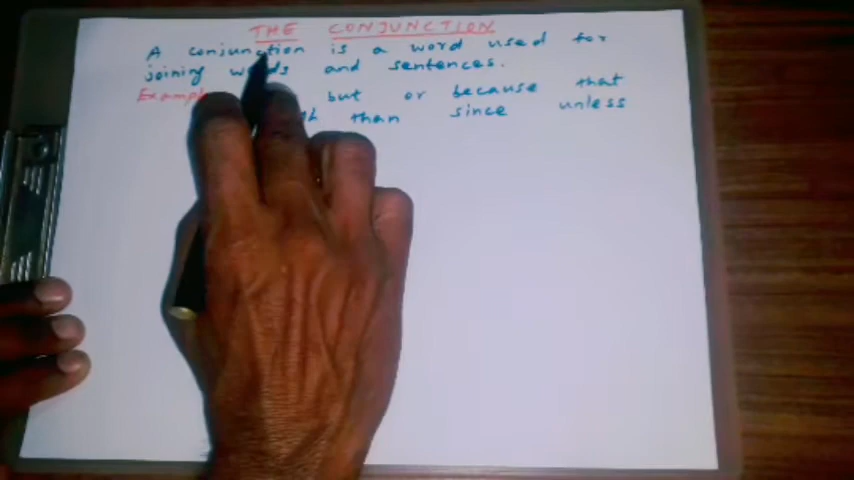 THE CONJUNCTION
A conjunction is a word used for
joining words and sentences.
but or because that
than since unless